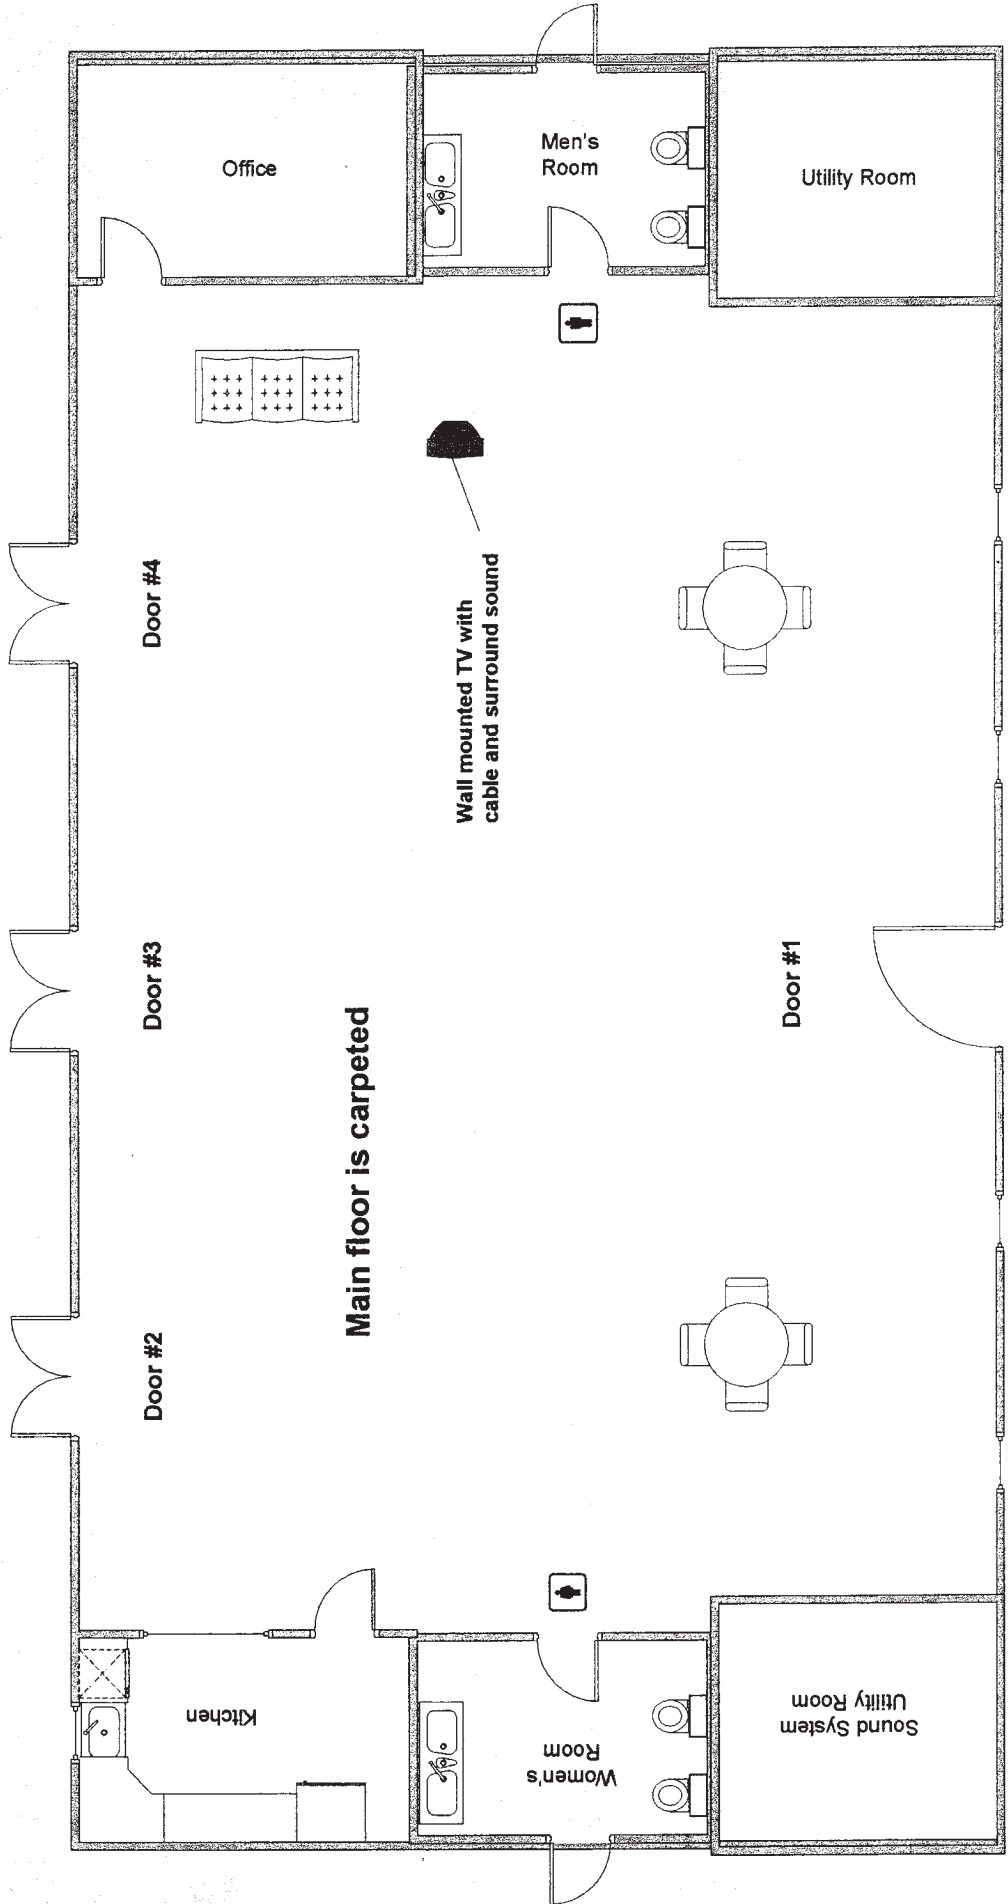 Office
Men's
Room
Utility Room
Door #4
Wall mounted TV with
cable and surround sound
Door #3
Door #1
Main floor is carpeted
Door #2
Kitchen
Women's
Room
Sound System
Utility Room